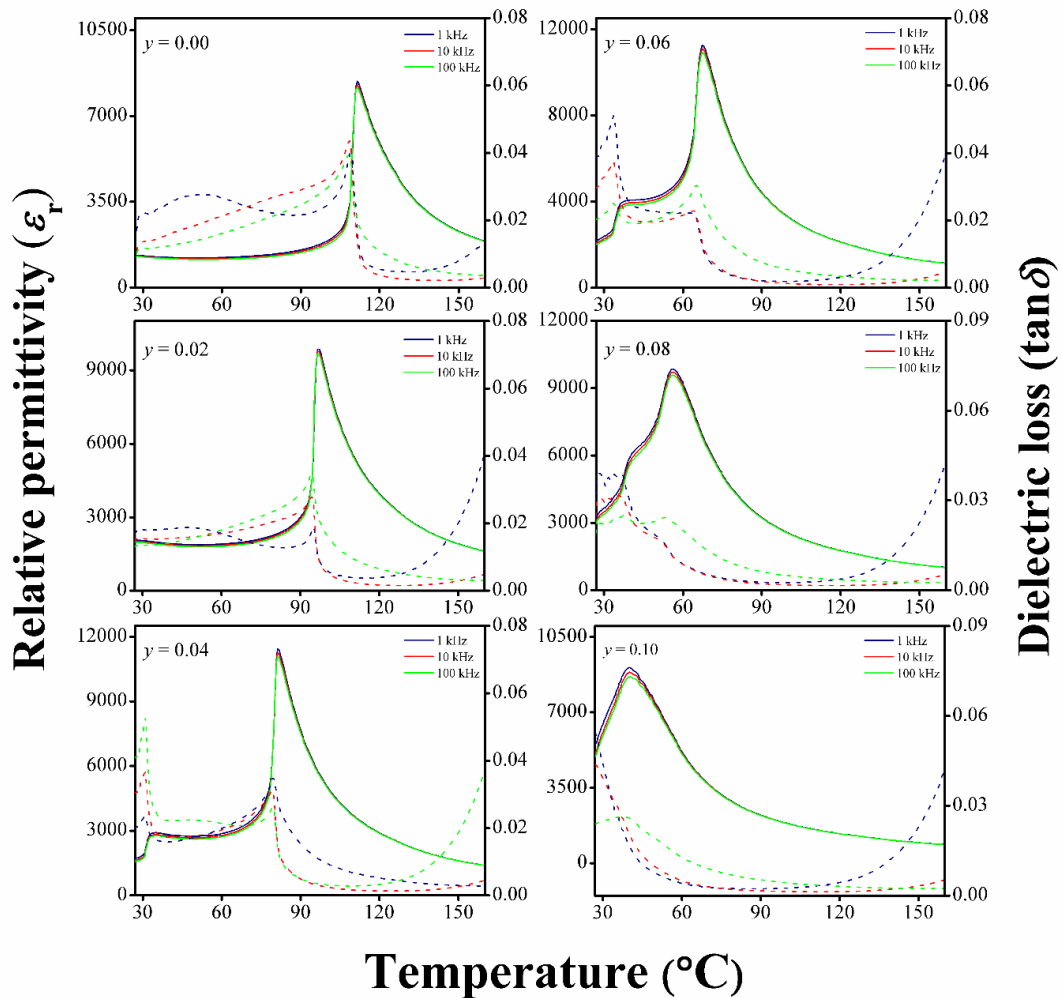 Relative permittivity (εr)
Dielectric loss (tanδ)
Temperature (°C)
y = 0.00
1 kHz
10 kHz
100 kHz
10500
7000
3500
0
0.08
0.06
0.04
0.02
0.00
27 60 90 120 150
y = 0.06
1 kHz
10 kHz
100 kHz
12000
8000
4000
0
0.08
0.06
0.04
0.02
0.00
30 60 90 120 150
y = 0.02
1 kHz
10 kHz
100 kHz
9000
6000
3000
0
0.08
0.06
0.04
0.02
0.00
27 60 90 120 150
y = 0.08
1 kHz
10 kHz
100 kHz
12000
9000
6000
3000
0
0.09
0.06
0.03
0.00
30 60 90 120 150
y = 0.04
1 kHz
10 kHz
100 kHz
12000
9000
6000
3000
0
0.08
0.06
0.04
0.02
0.00
27 60 90 120 150
y = 0.10
1 kHz
10 kHz
100 kHz
10500
7000
3500
0
0.09
0.06
0.03
0.00
30 60 90 120 150